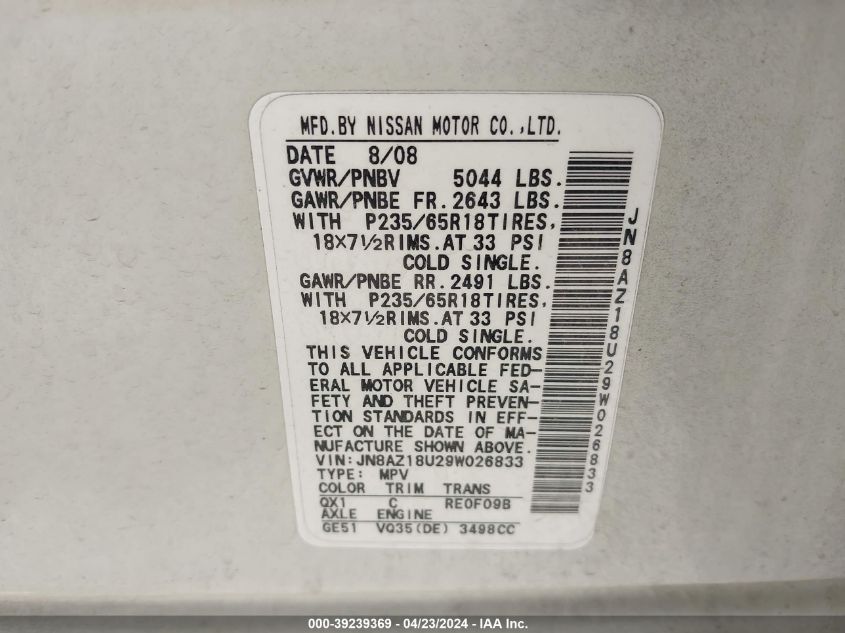 MFD.BY NISSAN MOTOR CO.,LTD.
DATE 8/08
GVWR/PNBV 5044 LBS.
GAWR/PNBE FR.2643 LBS.
WITH P235/65R18TIRES,
18X7½RIMS.AT 33 PSI
COLD SINGLE.
GAWR/PNBE RR.2491 LBS.
WITH P235/65R18TIRES,
18X7½RIMS.AT 33 PSI
COLD SINGLE.
THIS VEHICLE CONFORMS
TO ALL APPLICABLE FED-
ERAL MOTOR VEHICLE SA-
FETY AND THEFT PREVEN-
TION STANDARDS IN EFF-
ECT ON THE DATE OF MA-
NUFACTURE SHOWN ABOVE.
VIN:JN8AZ18U29W026833
TYPE: MPV
COLOR TRIM TRANS
QX1 C RE0F09B
AXLE ENGINE
GE51 VQ35(DE) 3498CC
JN8AZ18U29W026833
000-39239369 - 04/23/2024 - IAA Inc.